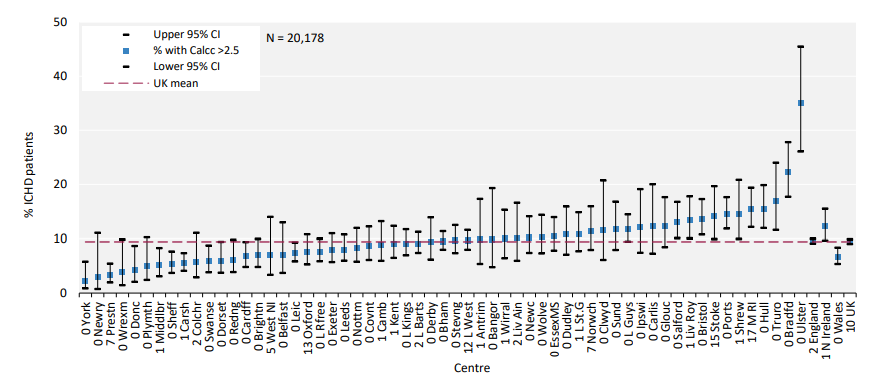 50
40
30
20
10
0
% ICHD patients
Upper 95% CI
% with Calcc >2.5
Lower 95% CI
UK mean
N = 20,178
0 York
0 Newry
7 Prestn
0 Wrexm
0 Donc
0 Plymth
1 Middlbr
0 Sheff
1 Carsh
2 Colchr
0 Swanse
0 Dorset
0 Redng
0 Cardff
0 Brightn
5 West NI
0 Belfast
0 Leic
13 Oxford
0 L Rfree
0 Exeter
0 Leeds
0 Nottm
0 Covnt
1 Camb
1 Kent
0 L Kings
2 L Barts
0 Derby
0 Bham
0 Stevng
12 L West
1 Antrim
0 Bangor
1 Wirral
2 Liv Ain
0 Newc
0 Wolve
0 EssexMS
0 Dudley
1 L St.G
7 Norwch
0 Clwyd
0 Sund
0 L Guys
0 Ipswi
0 Carlis
0 Glouc
0 Salford
1 Liv Roy
0 Bristol
15 Stoke
0 Ports
1 Shrew
17 M RI
0 Hull
0 Truro
0 Bradfd
0 Ulster
2 England
1 N Ireland
0 Wales
10 UK
Centre